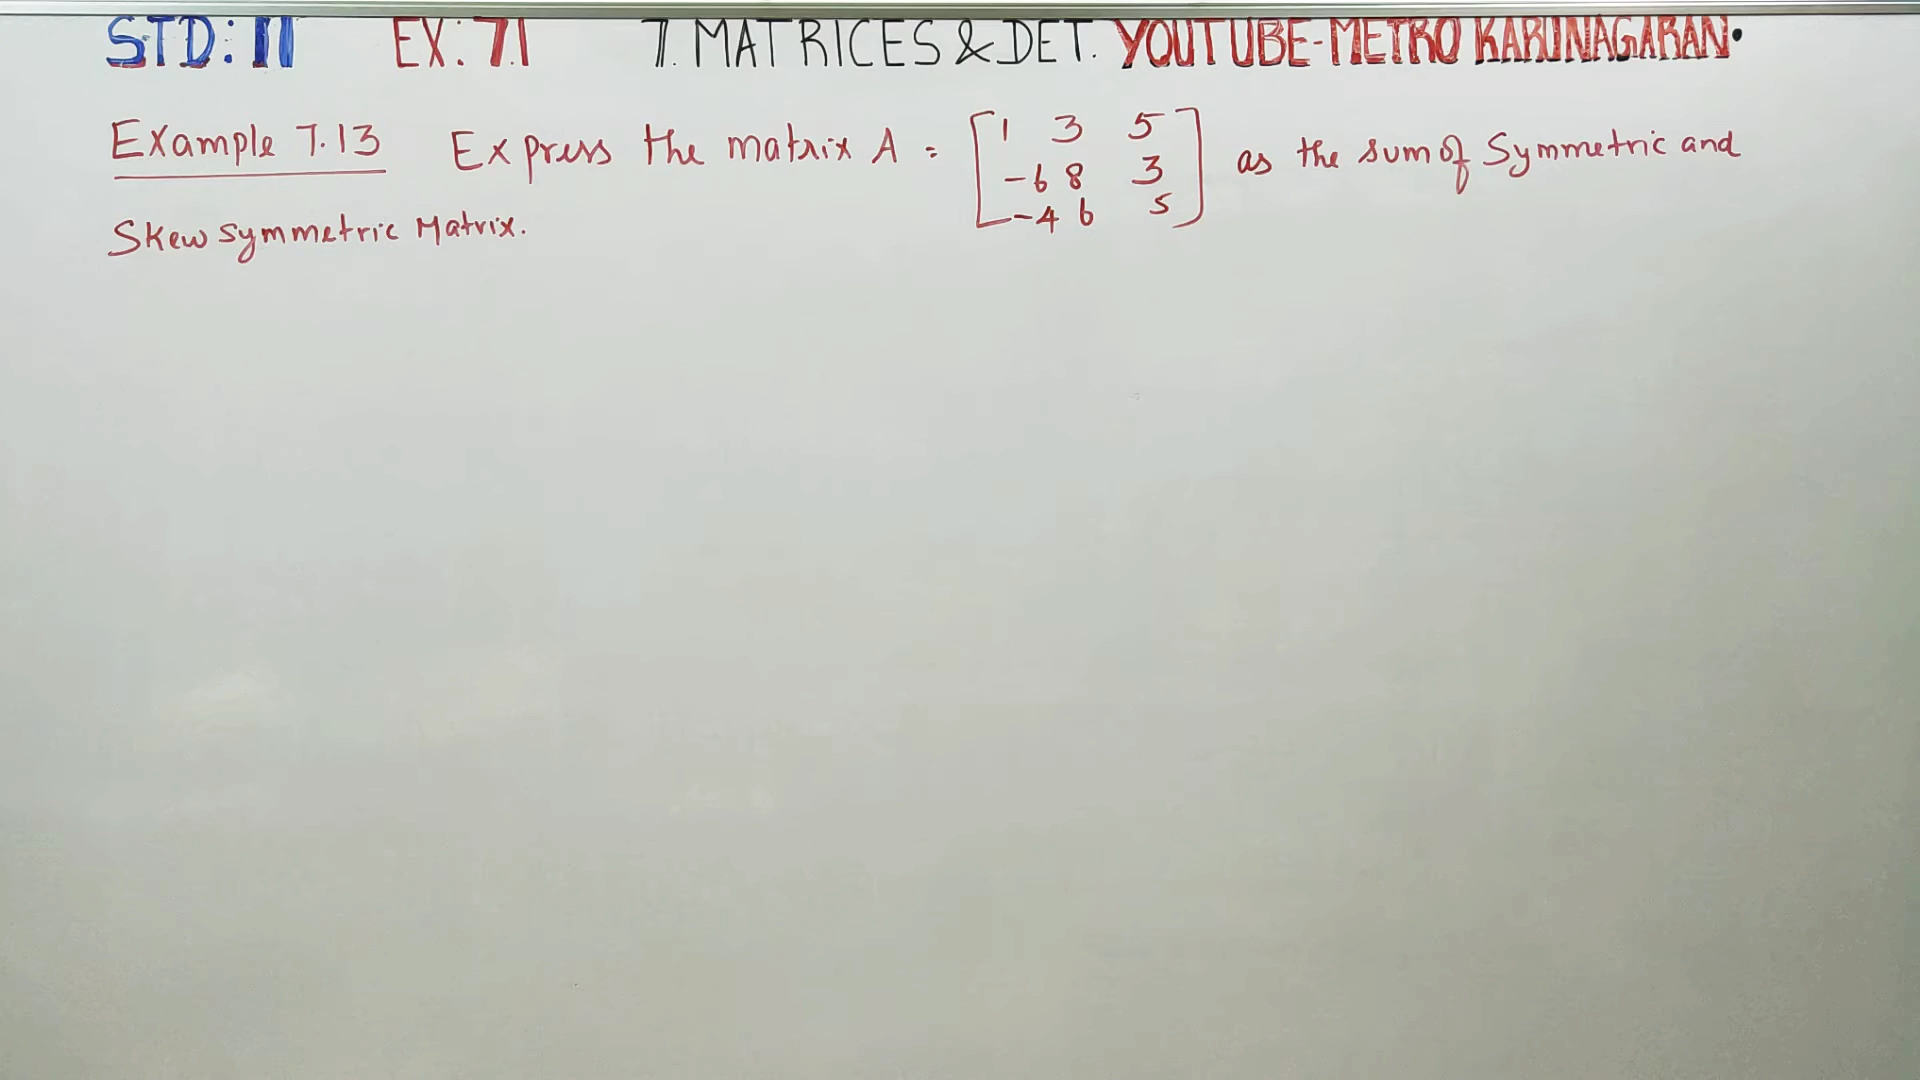 STD: 11 EX: 7.1 7. MATRICES & DET. YOUTUBE-METRO KARUNAGARAN.
Example 7.13 Express the matrix A = [1 3 5 as the sum of Symmetric and
-6 8 3
-4 6 5]
Skew symmetric Matrix.